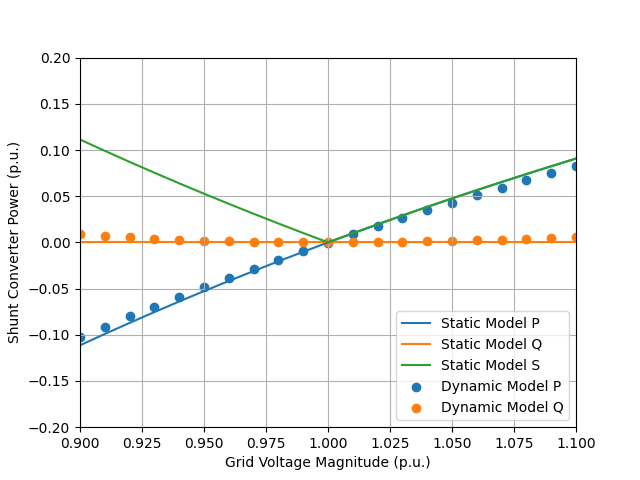 0.20
0.15
0.10
0.05
0.00
−0.05
−0.10
−0.15
−0.20
Shunt Converter Power (p.u.)
Static Model P
Static Model Q
Static Model S
Dynamic Model P
Dynamic Model Q
0.900 0.925 0.950 0.975 1.000 1.025 1.050 1.075 1.100
Grid Voltage Magnitude (p.u.)